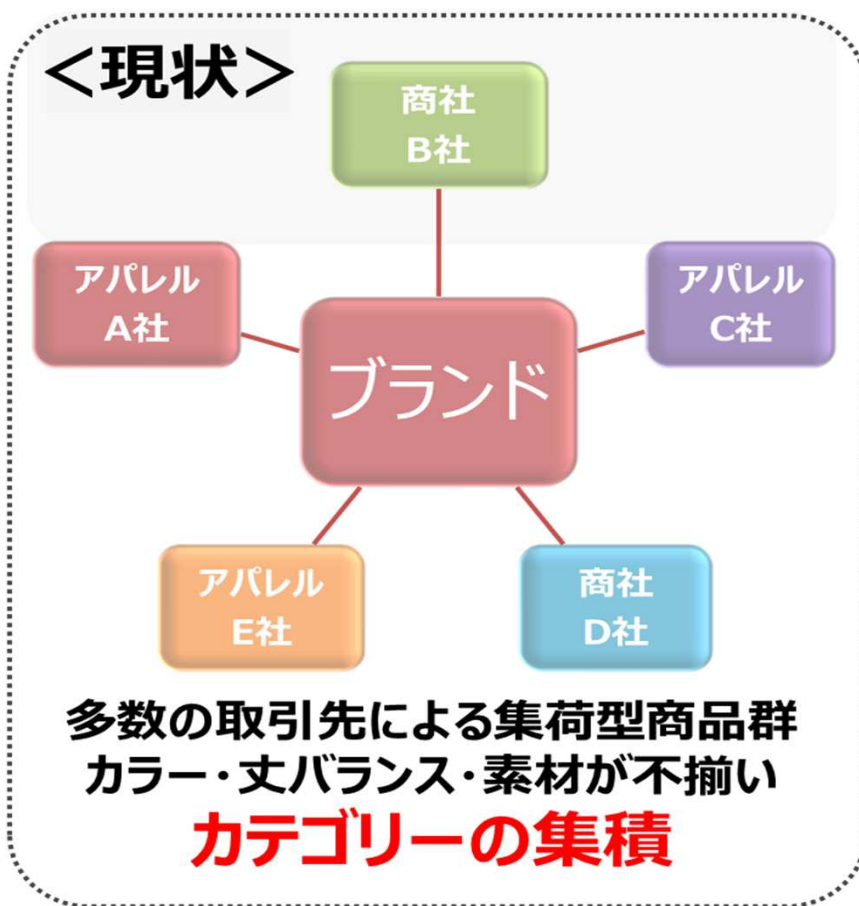 ＜現状＞
商社
B社
アパレル
A社
アパレル
C社
ブランド
アパレル
E社
商社
D社
多数の取引先による集荷型商品群
カラー・丈バランス・素材が不揃い
カテゴリーの集積